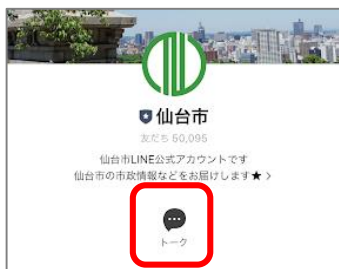 仙台市
友だち 50,095
仙台市LINE公式アカウントです
仙台市の市政情報などをお届けします★ >
トーク